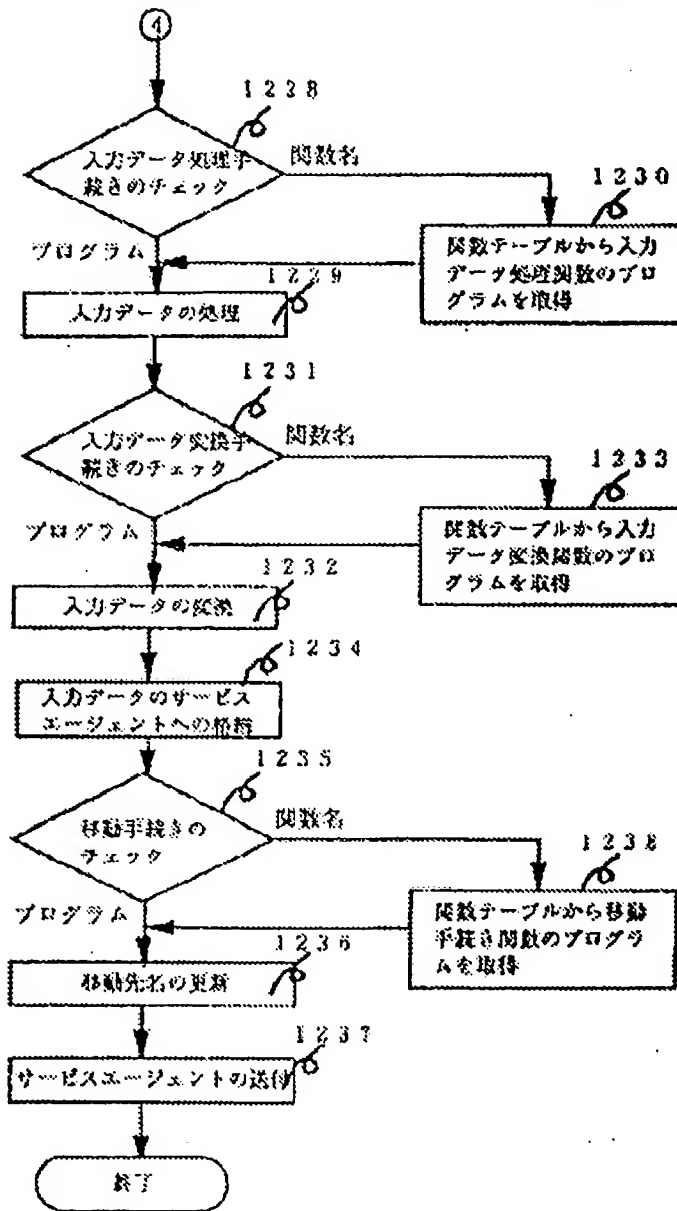 イ
1228
入力データ処理手
続きのチェック
関数名
1230
関数テーブルから入力
データ処理関数のプロ
グラムを取得
プログラム
1229
入力データの処理
1231
入力データ変換手
続きのチェック
関数名
1233
関数テーブルから入力
データ変換関数のプロ
グラムを取得
プログラム
1232
入力データの変換
1234
入力データのサービス
エージェントへの格納
1235
移動手続きの
チェック
関数名
1238
関数テーブルから移動
手続き関数のプログラ
ムを取得
プログラム
1236
移動先名の更新
1237
サービスエージェントの送付
終了